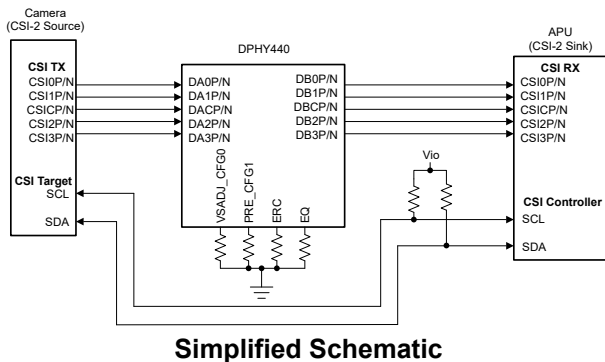 Camera
(CSI-2 Source)
CSI TX
CSI0P/N
CSI1P/N
CSICP/N
CSI2P/N
CSI3P/N
CSI Target
SCL
SDA
DPHY440
DA0P/N
DA1P/N
DACP/N
DA2P/N
DA3P/N
DB0P/N
DB1P/N
DBCP/N
DB2P/N
DB3P/N
VSADJ_CFG0
PRE_CFG1
ERC
EQ
Vio
APU
(CSI-2 Sink)
CSI RX
CSI0P/N
CSI1P/N
CSICP/N
CSI2P/N
CSI3P/N
CSI Controller
SCL
SDA
Simplified Schematic